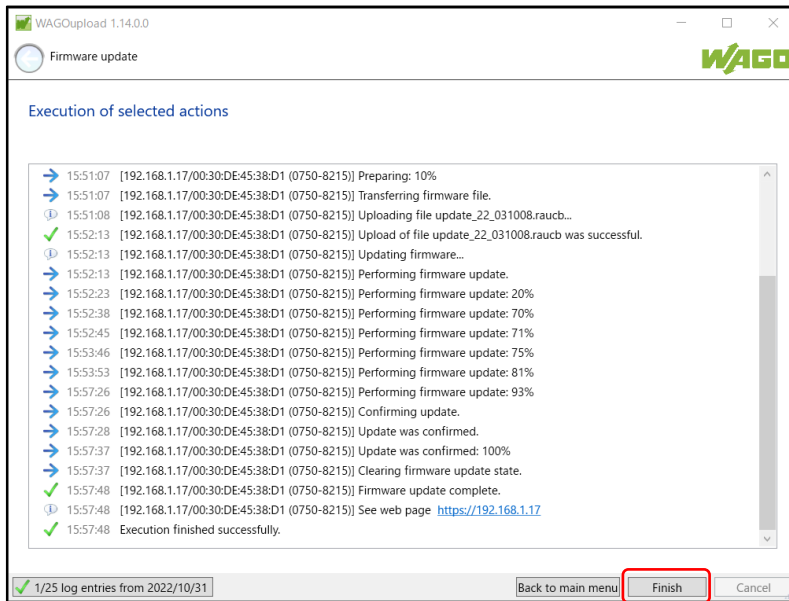 WAGOupload 1.14.0.0
Firmware update
WAGO
Execution of selected actions
15:51:07 [192.168.1.17/00:30:DE:45:38:D1 (0750-8215)] Preparing: 10%
15:51:07 [192.168.1.17/00:30:DE:45:38:D1 (0750-8215)] Transferring firmware file.
15:51:08 [192.168.1.17/00:30:DE:45:38:D1 (0750-8215)] Uploading file update_22_031008.raucb...
15:52:13 [192.168.1.17/00:30:DE:45:38:D1 (0750-8215)] Upload of file update_22_031008.raucb was successful.
15:52:13 [192.168.1.17/00:30:DE:45:38:D1 (0750-8215)] Updating firmware...
15:52:13 [192.168.1.17/00:30:DE:45:38:D1 (0750-8215)] Performing firmware update.
15:52:23 [192.168.1.17/00:30:DE:45:38:D1 (0750-8215)] Performing firmware update: 20%
15:52:38 [192.168.1.17/00:30:DE:45:38:D1 (0750-8215)] Performing firmware update: 70%
15:52:45 [192.168.1.17/00:30:DE:45:38:D1 (0750-8215)] Performing firmware update: 71%
15:53:46 [192.168.1.17/00:30:DE:45:38:D1 (0750-8215)] Performing firmware update: 75%
15:53:53 [192.168.1.17/00:30:DE:45:38:D1 (0750-8215)] Performing firmware update: 81%
15:57:26 [192.168.1.17/00:30:DE:45:38:D1 (0750-8215)] Performing firmware update: 93%
15:57:26 [192.168.1.17/00:30:DE:45:38:D1 (0750-8215)] Confirming update.
15:57:28 [192.168.1.17/00:30:DE:45:38:D1 (0750-8215)] Update was confirmed.
15:57:37 [192.168.1.17/00:30:DE:45:38:D1 (0750-8215)] Update was confirmed: 100%
15:57:37 [192.168.1.17/00:30:DE:45:38:D1 (0750-8215)] Clearing firmware update state.
15:57:48 [192.168.1.17/00:30:DE:45:38:D1 (0750-8215)] Firmware update complete.
15:57:48 [192.168.1.17/00:30:DE:45:38:D1 (0750-8215)] See web page https://192.168.1.17
15:57:48 Execution finished successfully.
1/25 log entries from 2022/10/31 Back to main menu Finish Cancel